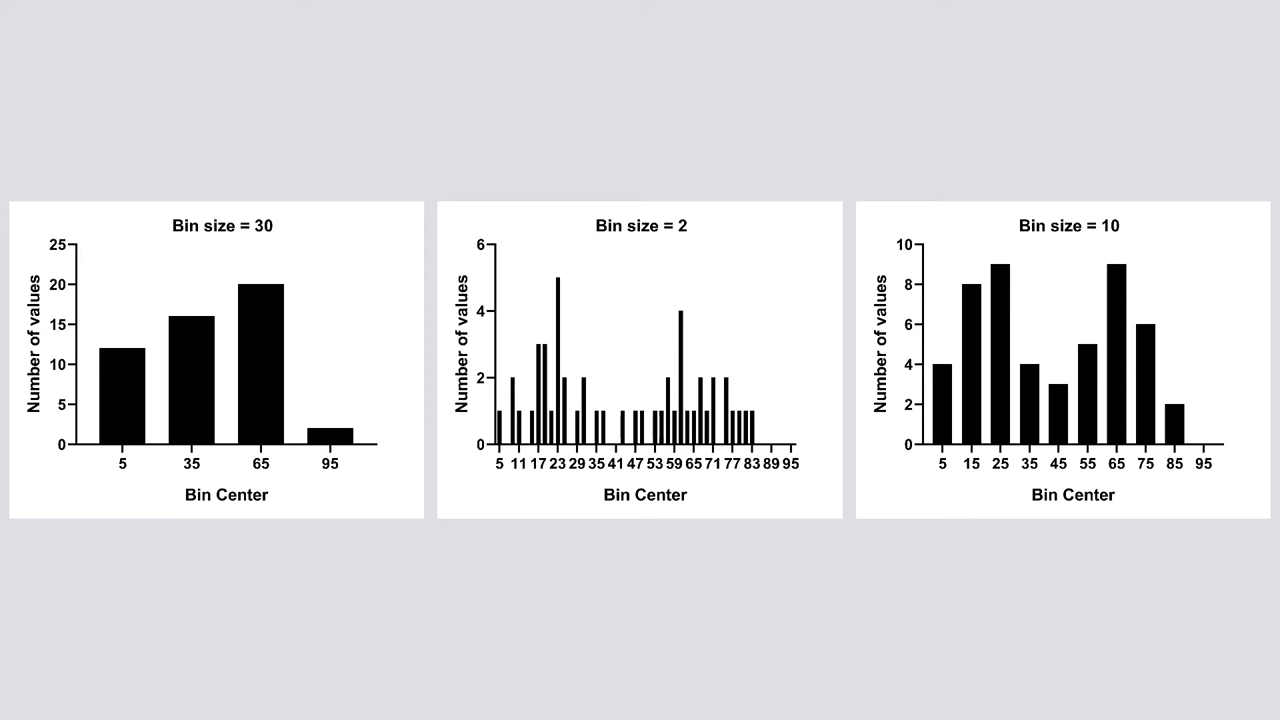 Bin size = 30
25
20
15
10
5
0
Number of values
5 35 65 95
Bin Center
Bin size = 2
6
4
2
0
Number of values
5 11 17 23 29 35 41 47 53 59 65 71 77 83 89 95
Bin Center
Bin size = 10
10
8
6
4
2
0
Number of values
5 15 25 35 45 55 65 75 85 95
Bin Center